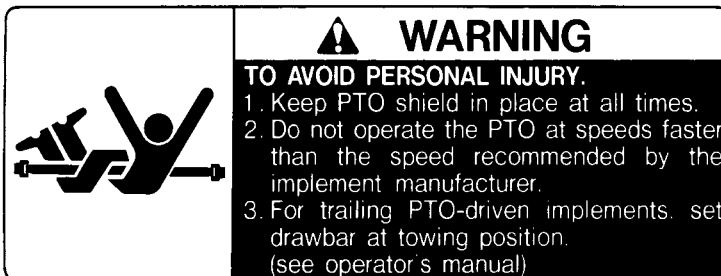 WARNING
TO AVOID PERSONAL INJURY.
1. Keep PTO shield in place at all times.
2. Do not operate the PTO at speeds faster
than the speed recommended by the
implement manufacturer.
3. For trailing PTO-driven implements. set
drawbar at towing position.
(see operator's manual)